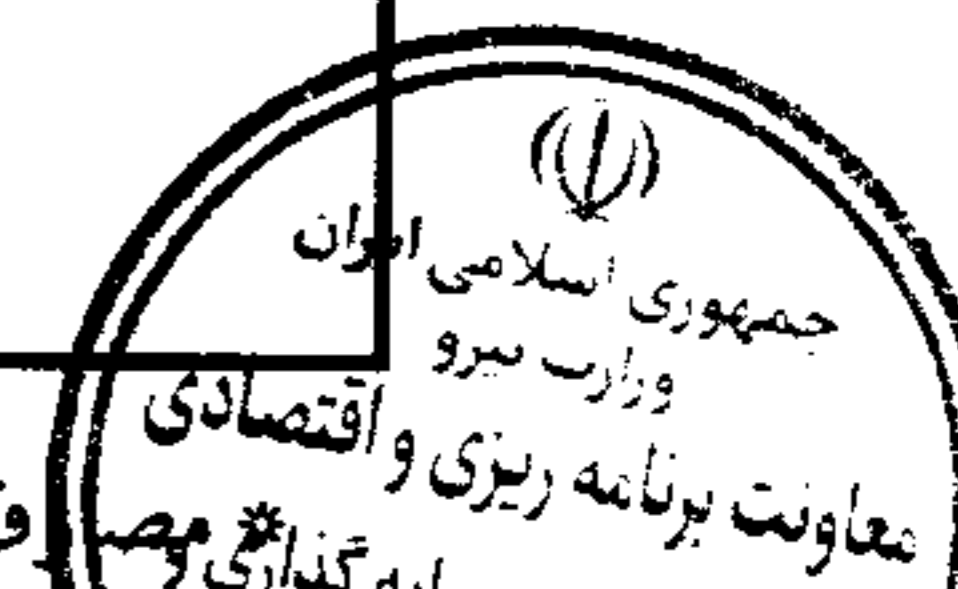 جمهوری اسلامی ایران
وزارت نیرو
معاونت برنامه ریزی و اقتصادی